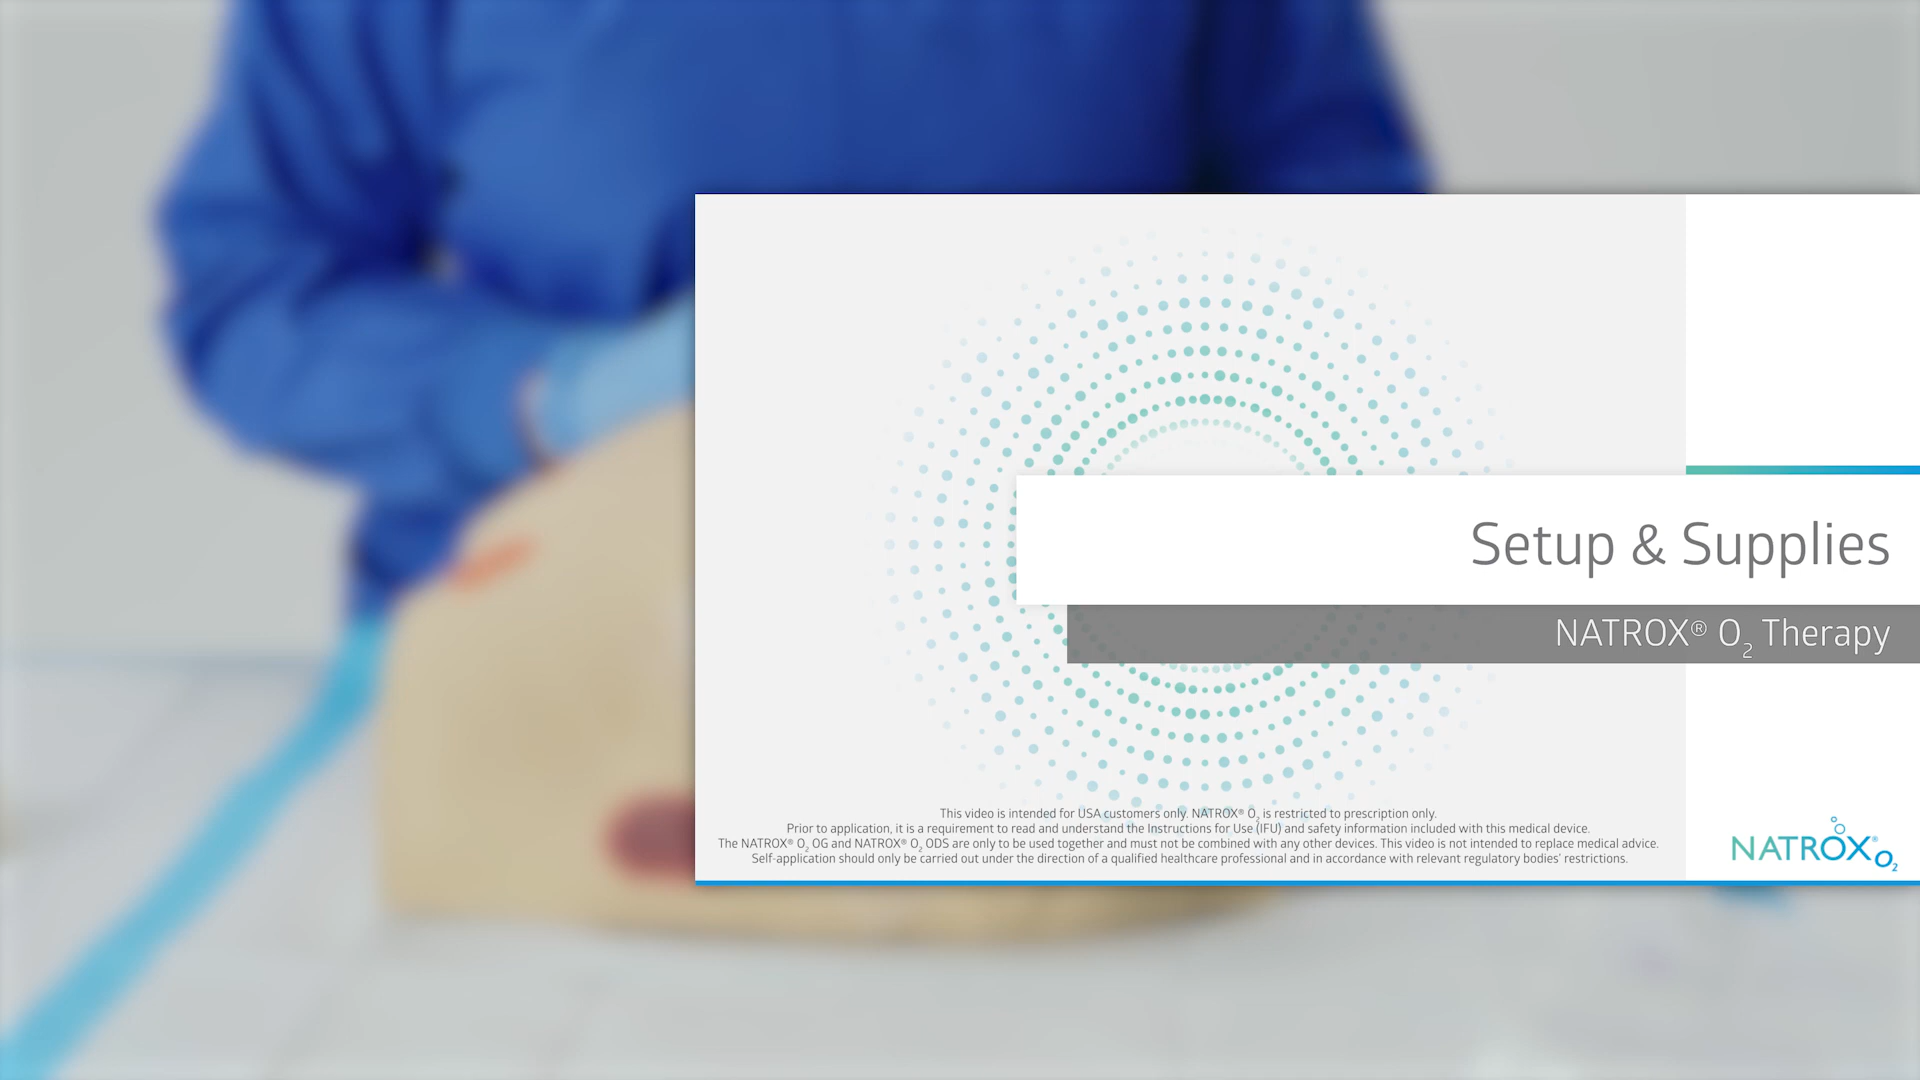 Setup & Supplies
NATROX® O₂ Therapy
This video is intended for USA customers only. NATROX® O₂ is restricted to prescription only.
Prior to application, it is a requirement to read and understand the Instructions for Use (IFU) and safety information included with this medical device.
The NATROX® O₂ OG and NATROX® O₂ ODS are only to be used together and must not be combined with any other devices. This video is not intended to replace medical advice.
Self-application should only be carried out under the direction of a qualified healthcare professional and in accordance with relevant regulatory bodies' restrictions.
NATROX® O₂